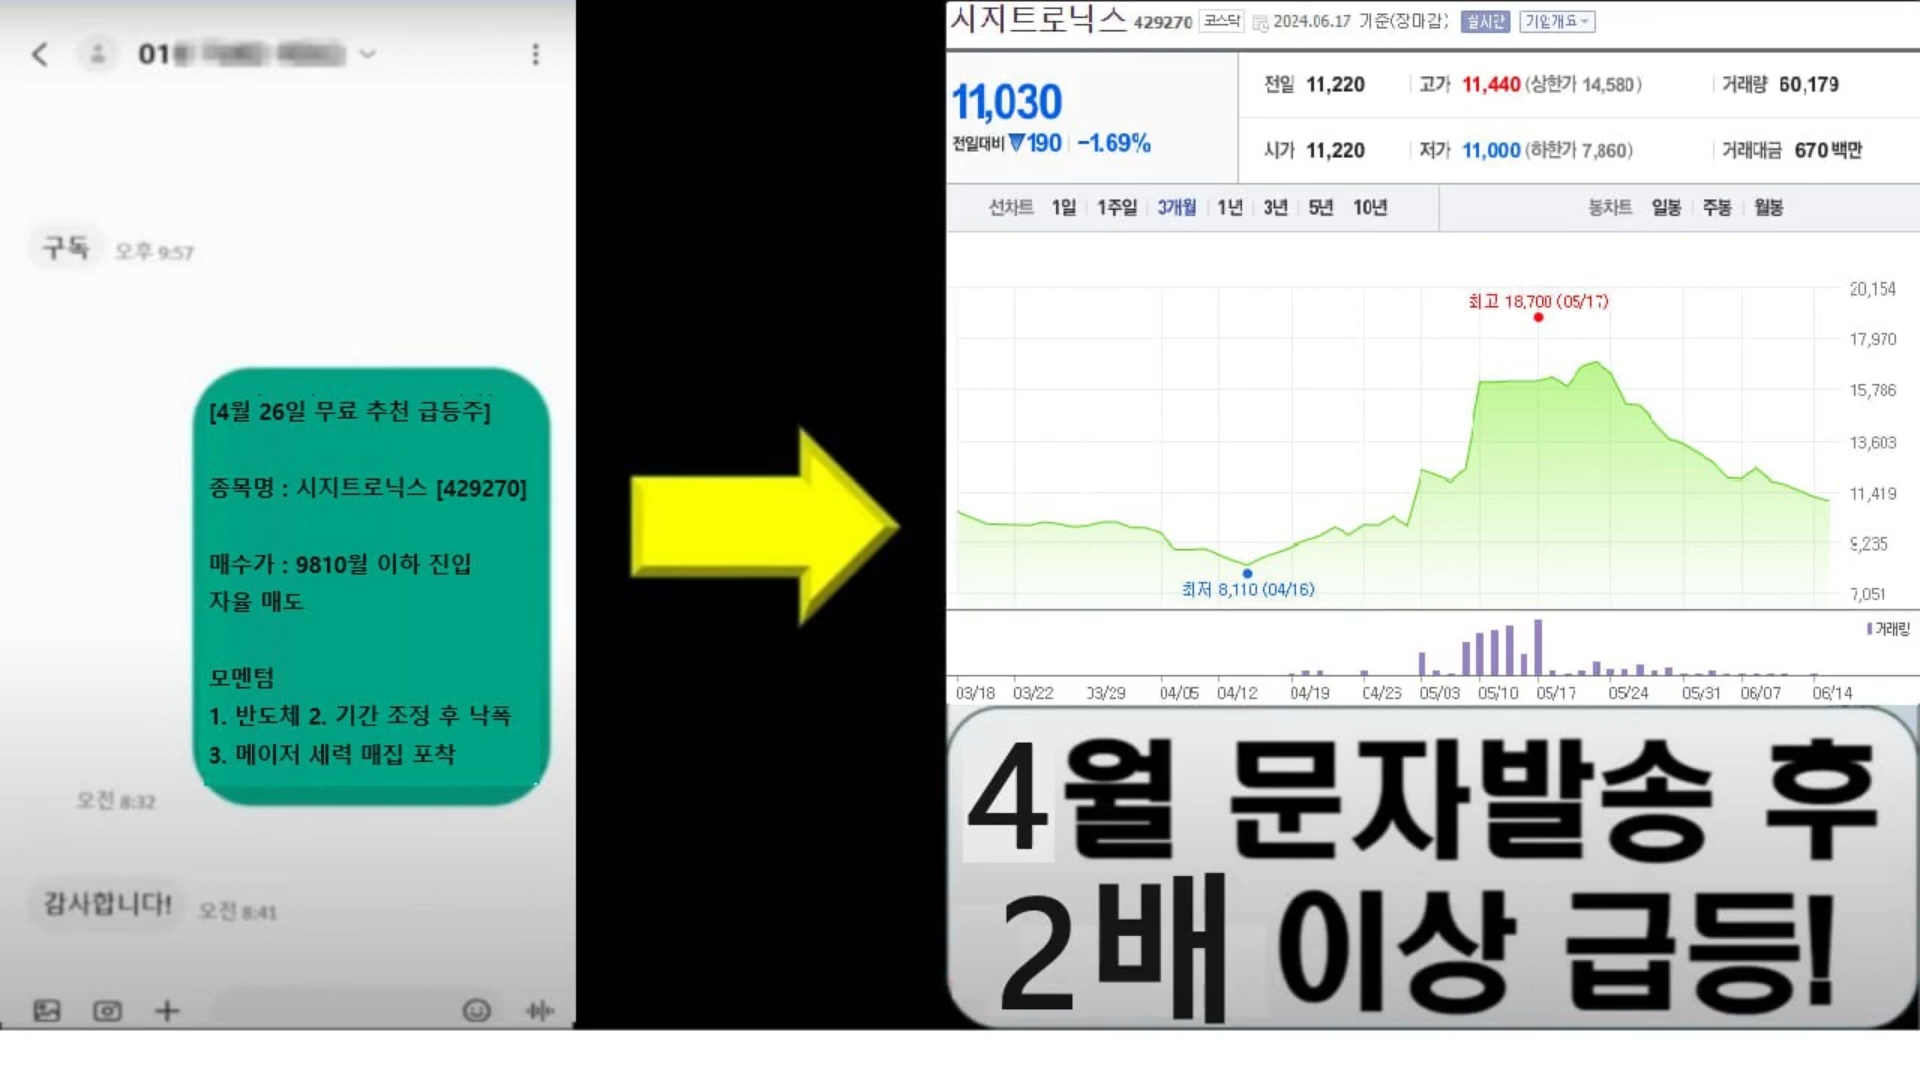 01
구독 오후 9:57
[4월 26일 무료 추천 급등주]
종목명 : 시지트로닉스 [429270]
매수가 : 9810월 이하 진입
자율 매도
모멘텀
1. 반도체 2. 기간 조정 후 낙폭
3. 메이저 세력 매집 포착
오전 8:32
감사합니다! 오전 8:41
시지트로닉스 429270 코스닥 2024.06.17 기준(장마감) 실시간 기업개요
11,030
전일대비 ▼190 -1.69%
전일 11,220 고가 11,440 (상한가 14,580) 거래량 60,179
시가 11,220 저가 11,000 (하한가 7,860) 거래대금 670 백만
선차트 1일 1주일 3개월 1년 3년 5년 10년 봉차트 일봉 주봉 월봉
최고 18,700 (05/17)
최저 8,110 (04/16)
20,154
17,970
15,786
13,603
11,419
9,235
7,051
거래량
03/18 03/22 03/29 04/05 04/12 04/19 04/25 05/03 05/10 05/17 05/24 05/31 06/07 06/14
4월 문자발송 후
2배 이상 급등!